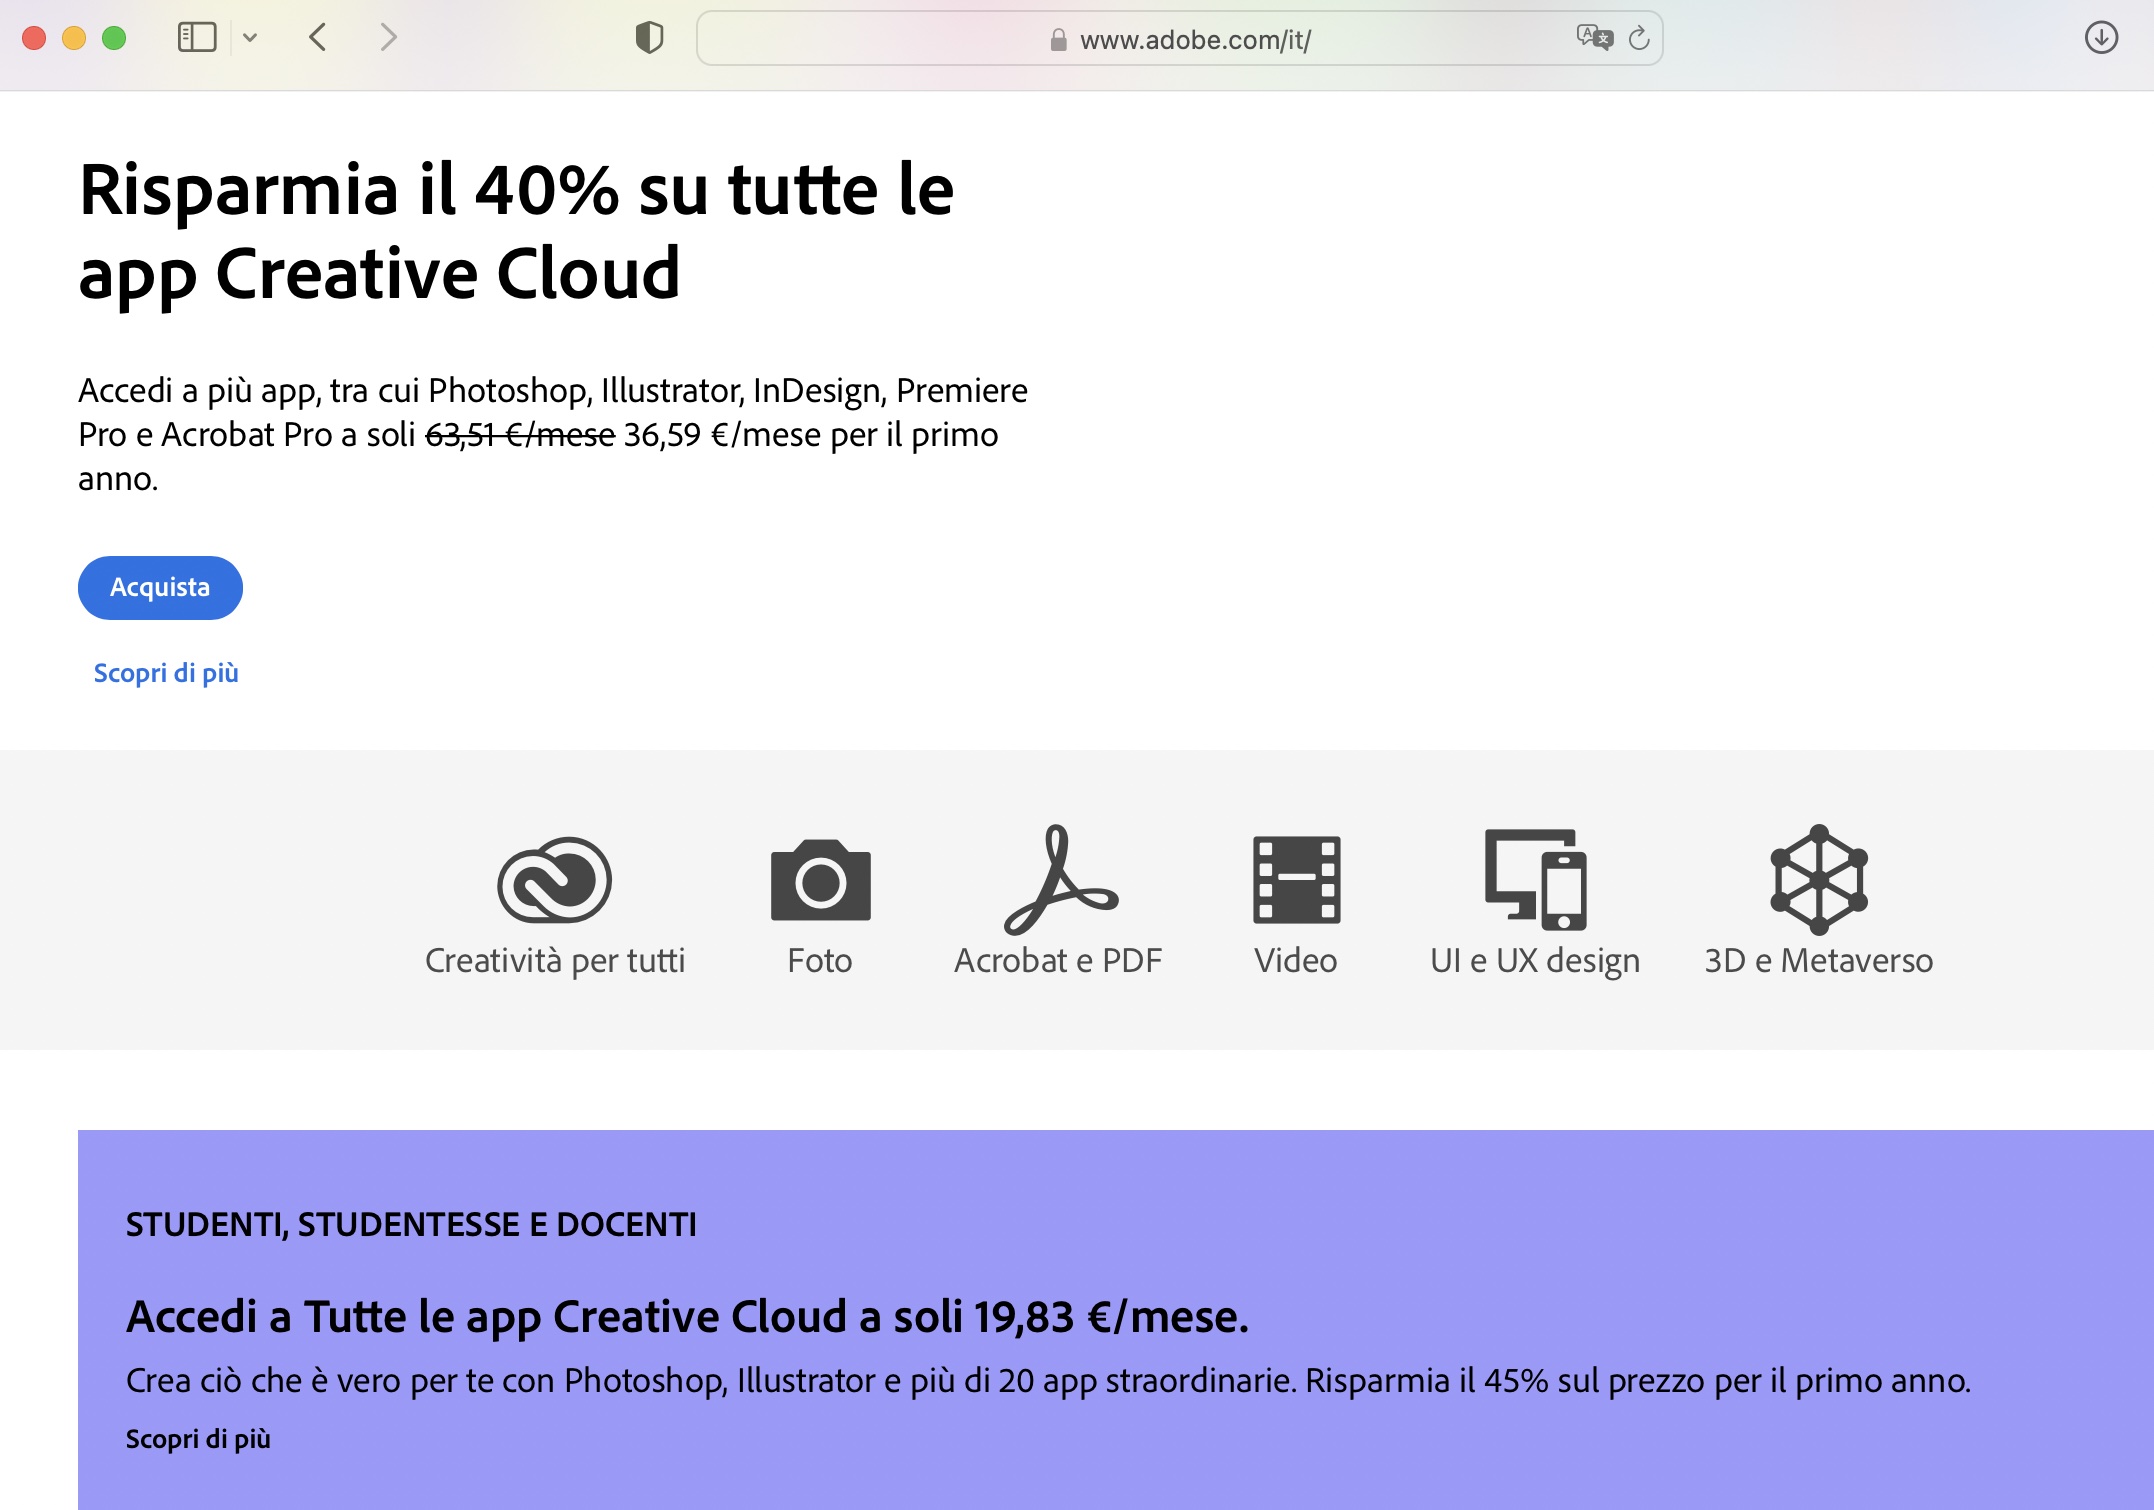 www.adobe.com/it/
Risparmia il 40% su tutte le
app Creative Cloud
Accedi a più app, tra cui Photoshop, Illustrator, InDesign, Premiere
Pro e Acrobat Pro a soli 63,51 €/mese 36,59 €/mese per il primo
anno.
Acquista
Scopri di più
Creatività per tutti
Foto
Acrobat e PDF
Video
UI e UX design
3D e Metaverso
STUDENTI, STUDENTESSE E DOCENTI
Accedi a Tutte le app Creative Cloud a soli 19,83 €/mese.
Crea ciò che è vero per te con Photoshop, Illustrator e più di 20 app straordinarie. Risparmia il 45% sul prezzo per il primo anno.
Scopri di più